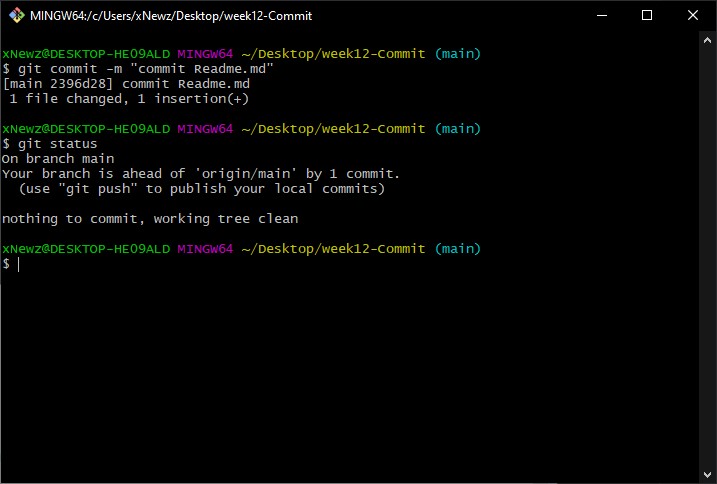 MINGW64:/c/Users/xNewz/Desktop/week12-Commit
xNewz@DESKTOP-HE09ALD MINGW64 ~/Desktop/week12-Commit (main)
$ git commit -m "commit Readme.md"
[main 2396d28] commit Readme.md
 1 file changed, 1 insertion(+)
xNewz@DESKTOP-HE09ALD MINGW64 ~/Desktop/week12-Commit (main)
$ git status
On branch main
Your branch is ahead of 'origin/main' by 1 commit.
  (use "git push" to publish your local commits)
nothing to commit, working tree clean
xNewz@DESKTOP-HE09ALD MINGW64 ~/Desktop/week12-Commit (main)
$